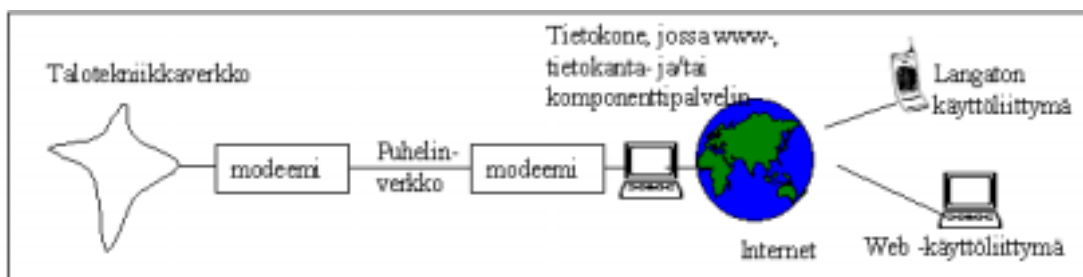 Tietokone, jossa www-,
tietokanta- ja/tai
komponenttipalvelin
Talotekniikkaverkko
Langaton
käyttöliittymä
modeemi
Puhelin-
verkko
modeemi
Internet
Web -käyttöliittymä